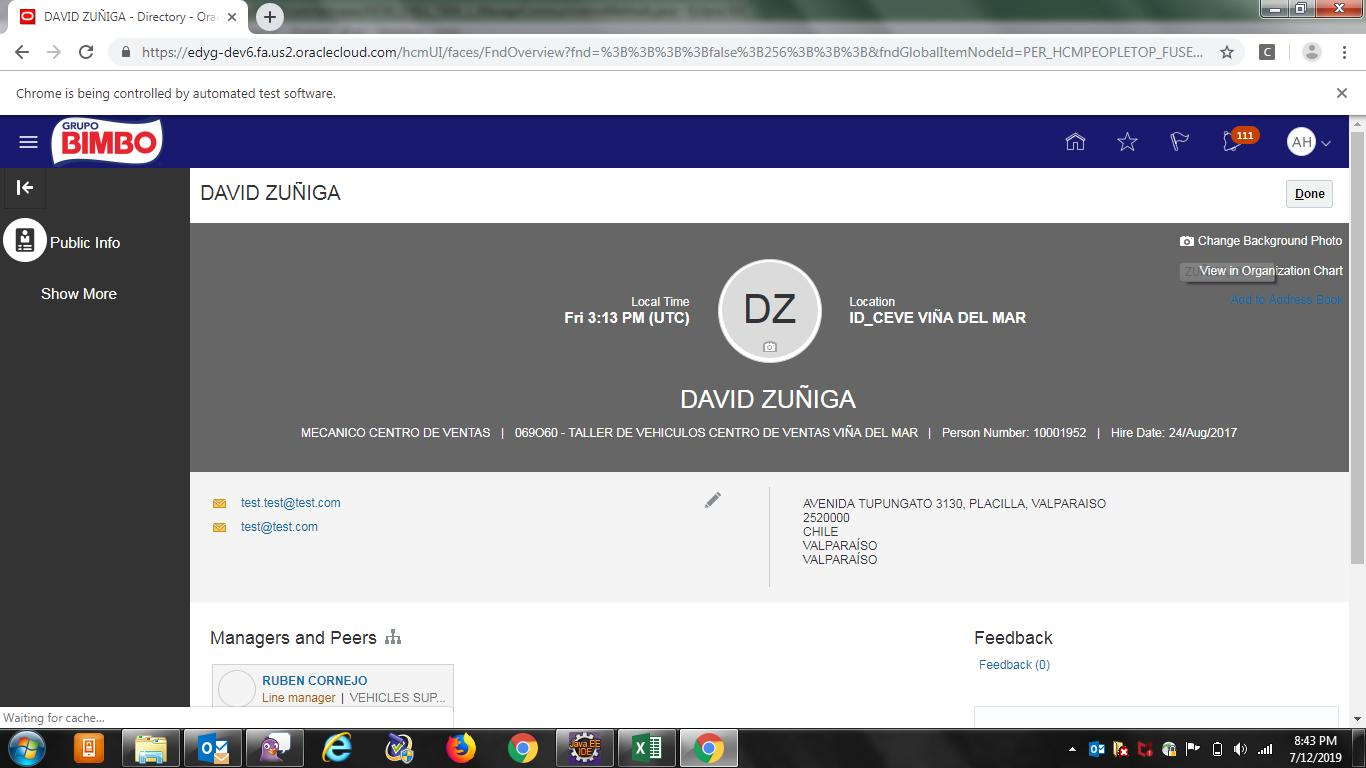 DAVID ZUÑIGA - Directory - Ora
https://edyg-dev6.fa.us2.oraclecloud.com/hcmUI/faces/FndOverview?fnd=%3B%3B%3B%3Bfalse%3B256%3B%3B%3B&fndGlobalItemNodeId=PER_HCMPEOPLETOP_FUSE...
C
Chrome is being controlled by automated test software.
GRUPO
BIMBO
111
AH
DAVID ZUÑIGA
Done
Public Info
Show More
Change Background Photo
View in Organization Chart
Add to Address Book
Local Time
Fri 3:13 PM (UTC)
DZ
Location
ID_CEVE VIÑA DEL MAR
DAVID ZUÑIGA
MECANICO CENTRO DE VENTAS | 069O60 - TALLER DE VEHICULOS CENTRO DE VENTAS VIÑA DEL MAR | Person Number: 10001952 | Hire Date: 24/Aug/2017
test.test@test.com
test@test.com
AVENIDA TUPUNGATO 3130, PLACILLA, VALPARAISO
2520000
CHILE
VALPARAÍSO
VALPARAÍSO
Managers and Peers
RUBEN CORNEJO
Line manager | VEHICLES SUP...
Feedback
Feedback (0)
Waiting for cache...
Java EE
IDE
8:43 PM
7/12/2019